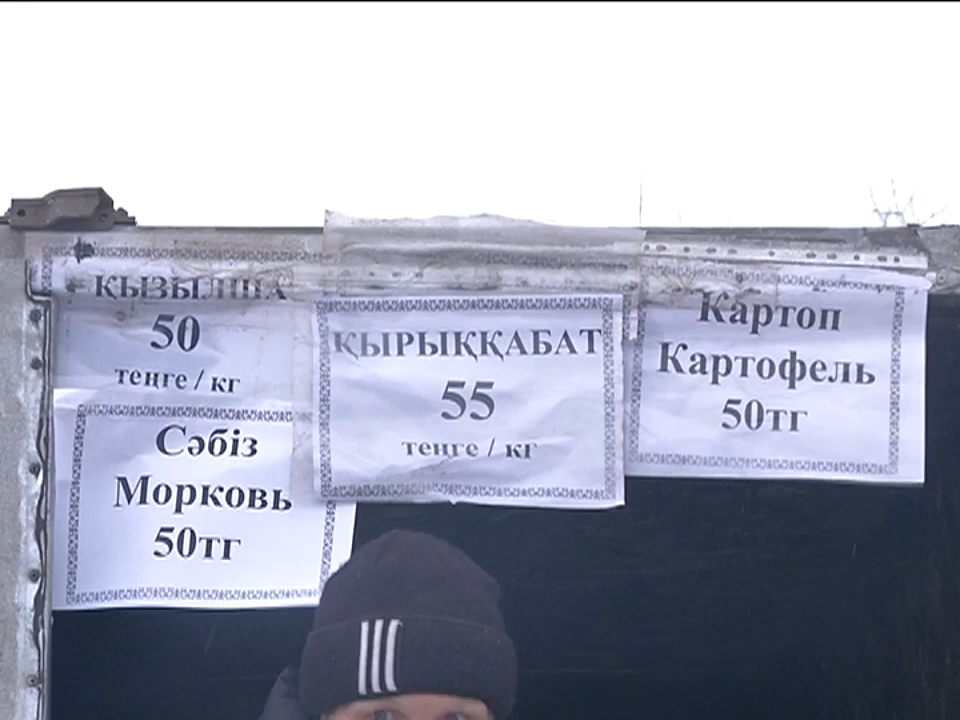 ҚЫЗЫЛША
50
теңге / кг
Сәбіз
Морковь
50тг
ҚЫРЫҚҚАБАТ
55
теңге / кг
Картоп
Картофель
50тг